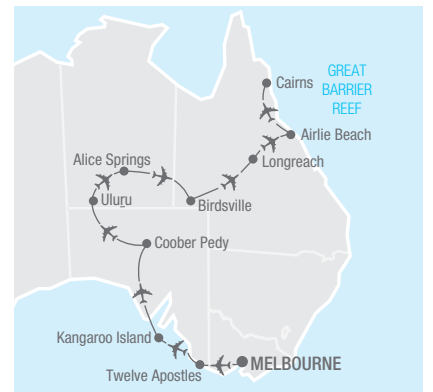 Cairns
GREAT
BARRIER
REEF
Airlie Beach
Longreach
Alice Springs
Uluru
Birdsville
Coober Pedy
Kangaroo Island
Twelve Apostles
MELBOURNE